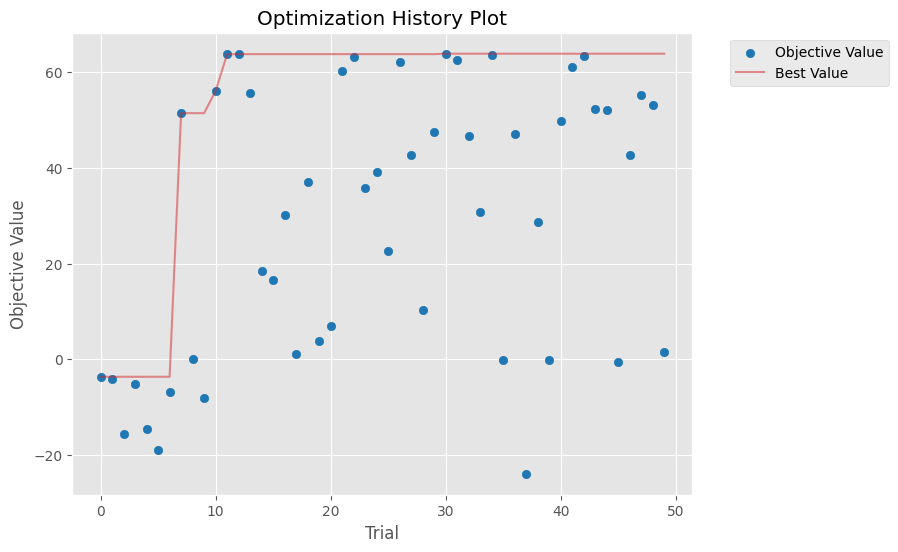 Optimization History Plot
Objective Value
Best Value
Objective Value
60
40
20
0
−20
0 10 20 30 40 50
Trial